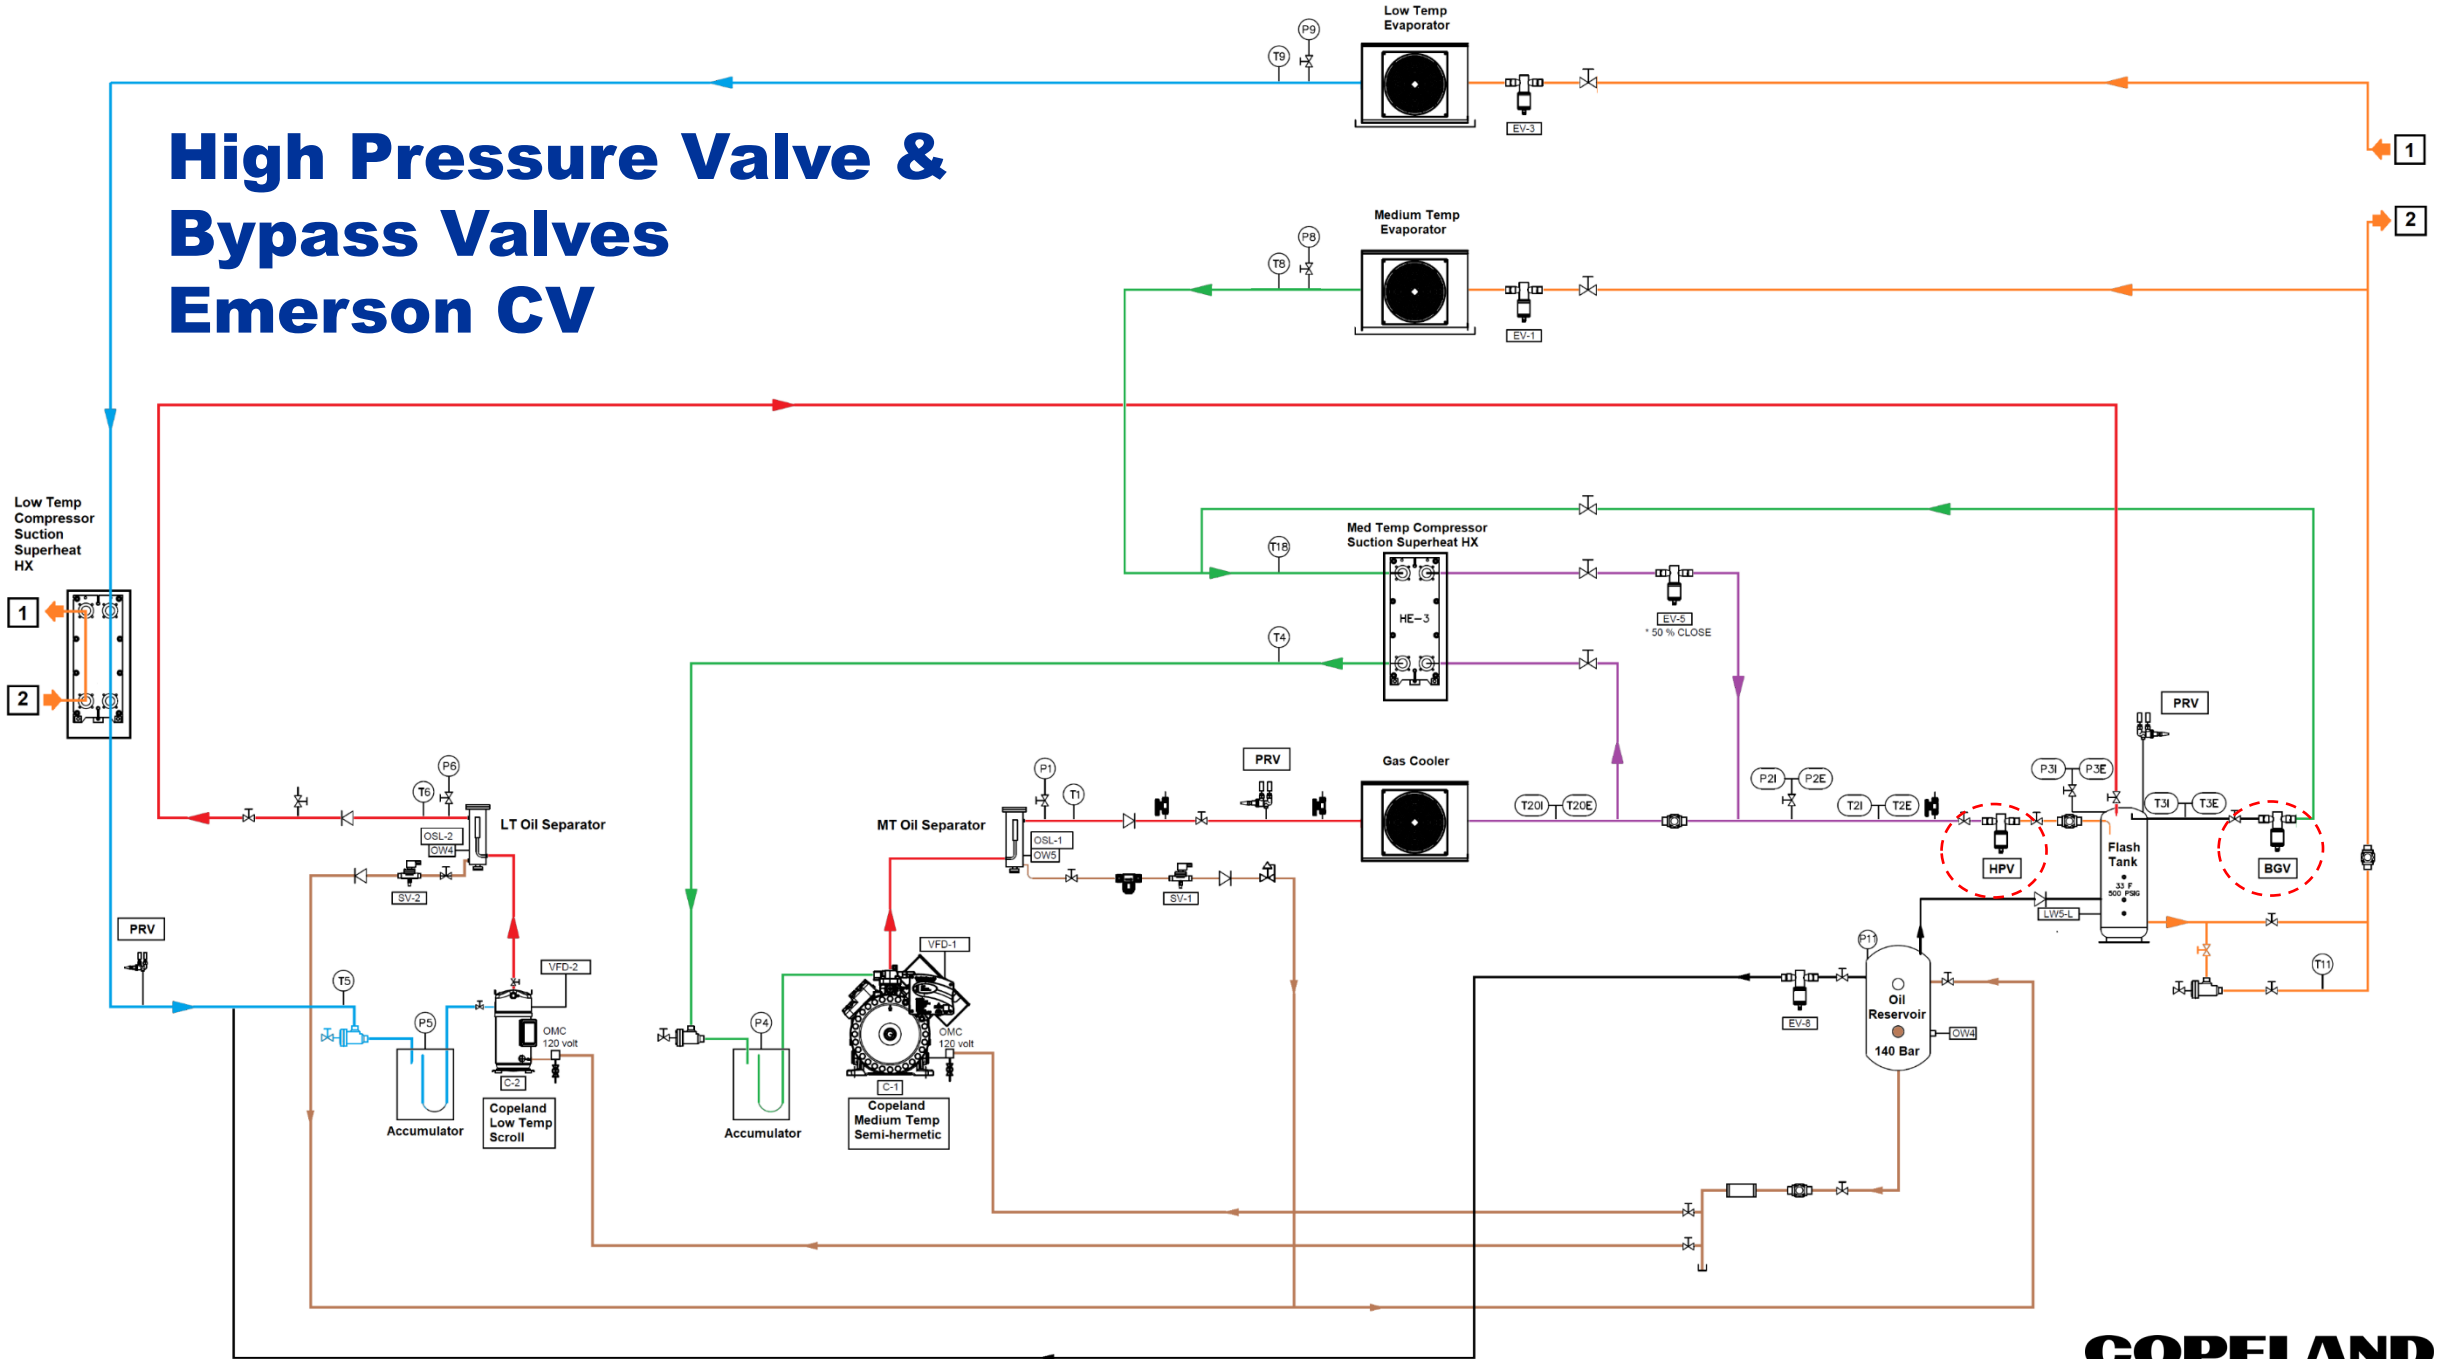 Low Temp
Evaporator
P9
T9
EV-3
High Pressure Valve &
Bypass Valves
Emerson CV
1
2
Medium Temp
Evaporator
P8
T8
EV-1
Low Temp
Compressor
Suction
Superheat
HX
1
2
Med Temp Compressor
Suction Superheat HX
T18
HE-3
EV-5
* 50 % CLOSE
T4
PRV
P6
T6
LT Oil Separator
OSL-2
OW4
SV-2
MT Oil Separator
P1
T1
OSL-1
OW5
SV-1
PRV
Gas Cooler
T20I
T20E
P2I
P2E
T2I
T2E
HPV
P3I
P3E
T3I
T3E
Flash
Tank
33 F
500 PSIG
BGV
LW5-L
T11
PRV
T5
P5
VFD-2
OMC
120 volt
C-2
Copeland
Low Temp
Scroll
Accumulator
P4
Accumulator
VFD-1
OMC
120 volt
C-1
Copeland
Medium Temp
Semi-hermetic
P11
EV-8
Oil
Reservoir
140 Bar
OW4
COPELAND